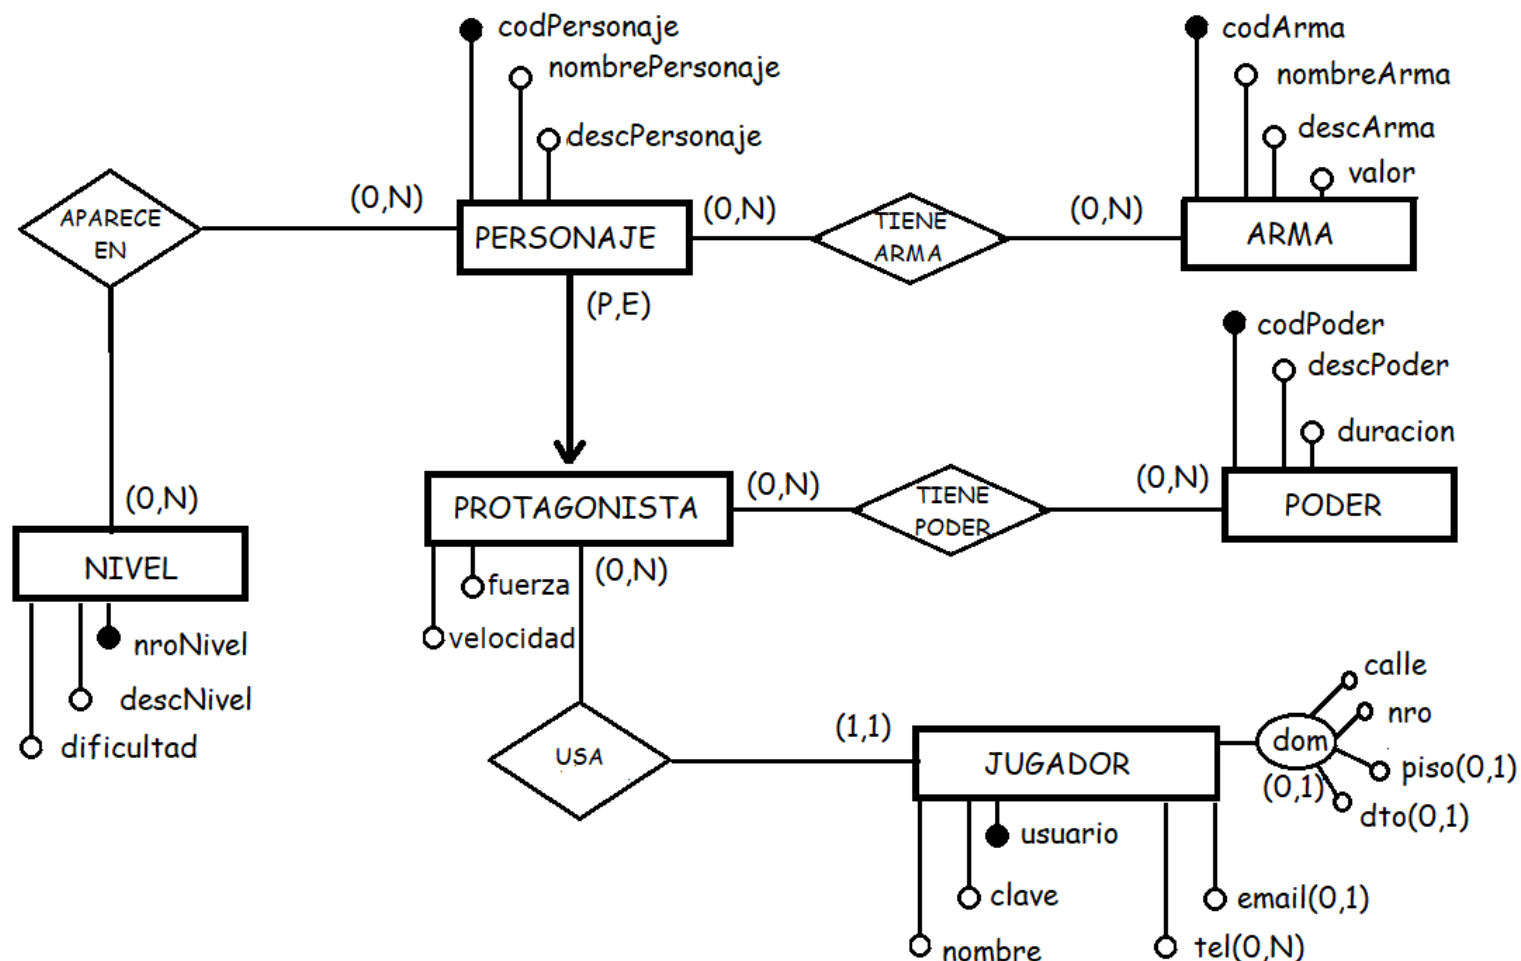 codPersonaje
nombrePersonaje
descPersonaje
codArma
nombreArma
descArma
valor
APARECE
EN
(0,N)
PERSONAJE
(0,N)
TIENE
ARMA
(0,N)
ARMA
(P,E)
codPoder
descPoder
duracion
(0,N)
NIVEL
nroNivel
descNivel
dificultad
PROTAGONISTA
(0,N)
TIENE
PODER
(0,N)
PODER
fuerza
velocidad
(0,N)
USA
(1,1)
JUGADOR
dom
(0,1)
calle
nro
piso(0,1)
dto(0,1)
usuario
clave
nombre
email(0,1)
tel(0,N)